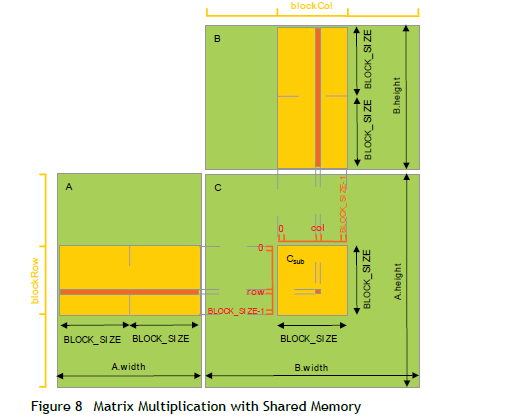 blockCol
B
BLOCK_SIZE
BLOCK_SIZE
B.height
A
C
BLOCK_SIZE-1
0
col
0
blockRow
Csub
BLOCK_SIZE
A.height
row
BLOCK_SIZE-1
BLOCK_SIZE
BLOCK_SIZE
BLOCK_SIZE
A.width
B.width
Figure 8 Matrix Multiplication with Shared Memory